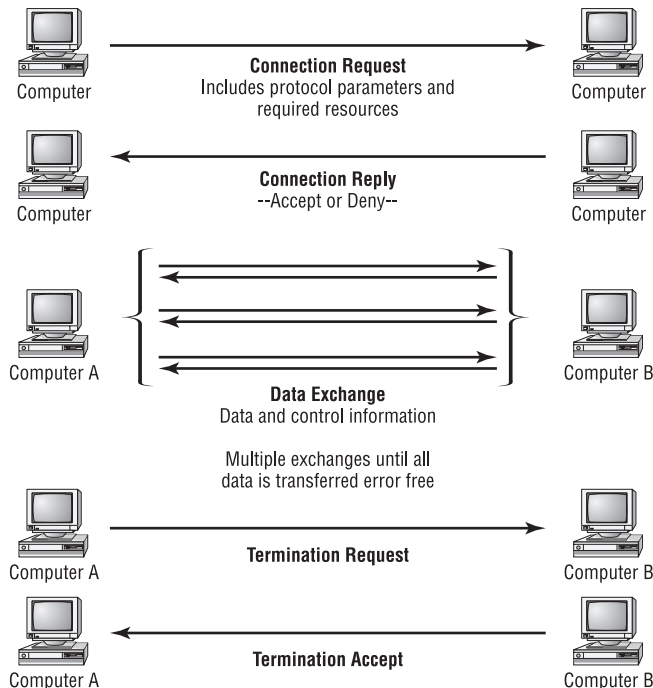 Computer
Connection Request
Includes protocol parameters and
required resources
Computer
Computer
Connection Reply
--Accept or Deny--
Computer
Computer A
Data Exchange
Data and control information
Multiple exchanges until all
data is transferred error free
Computer B
Computer A
Termination Request
Computer B
Computer A
Termination Accept
Computer B